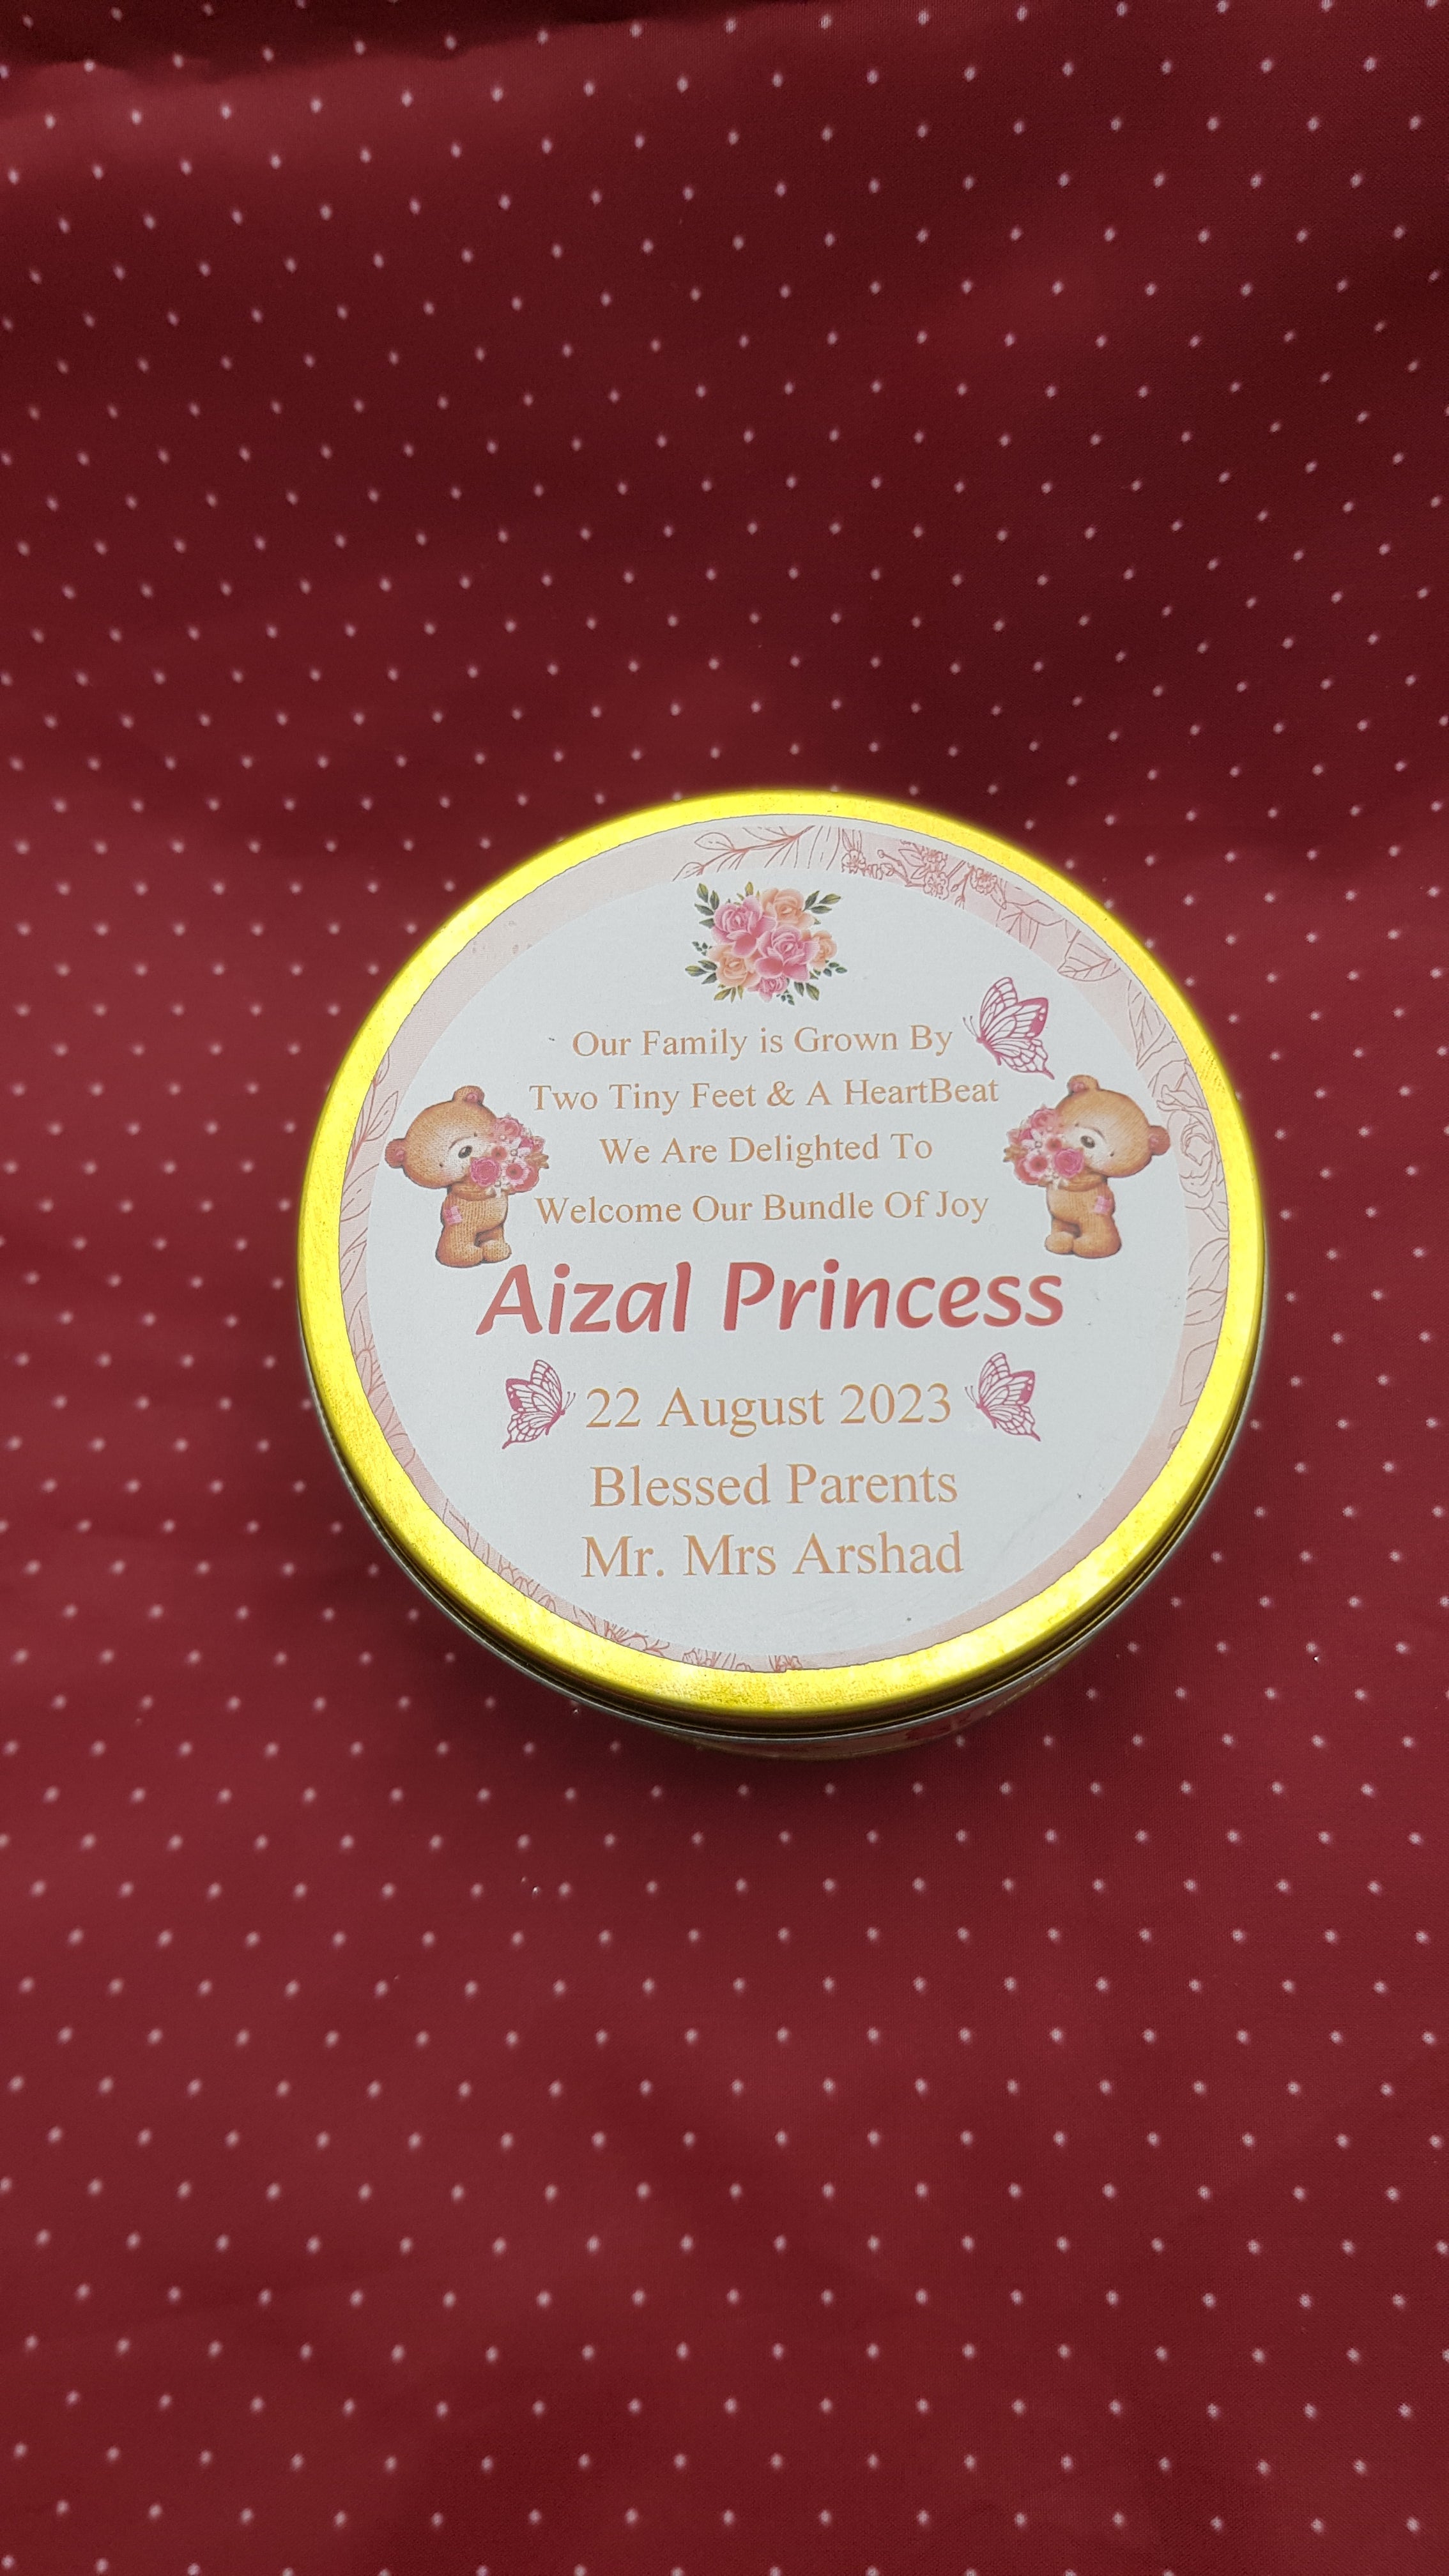 Our Family is Grown By
Two Tiny Feet & A HeartBeat
We Are Delighted To
Welcome Our Bundle Of Joy
Aizal Princess
22 August 2023
Blessed Parents
Mr. Mrs Arshad